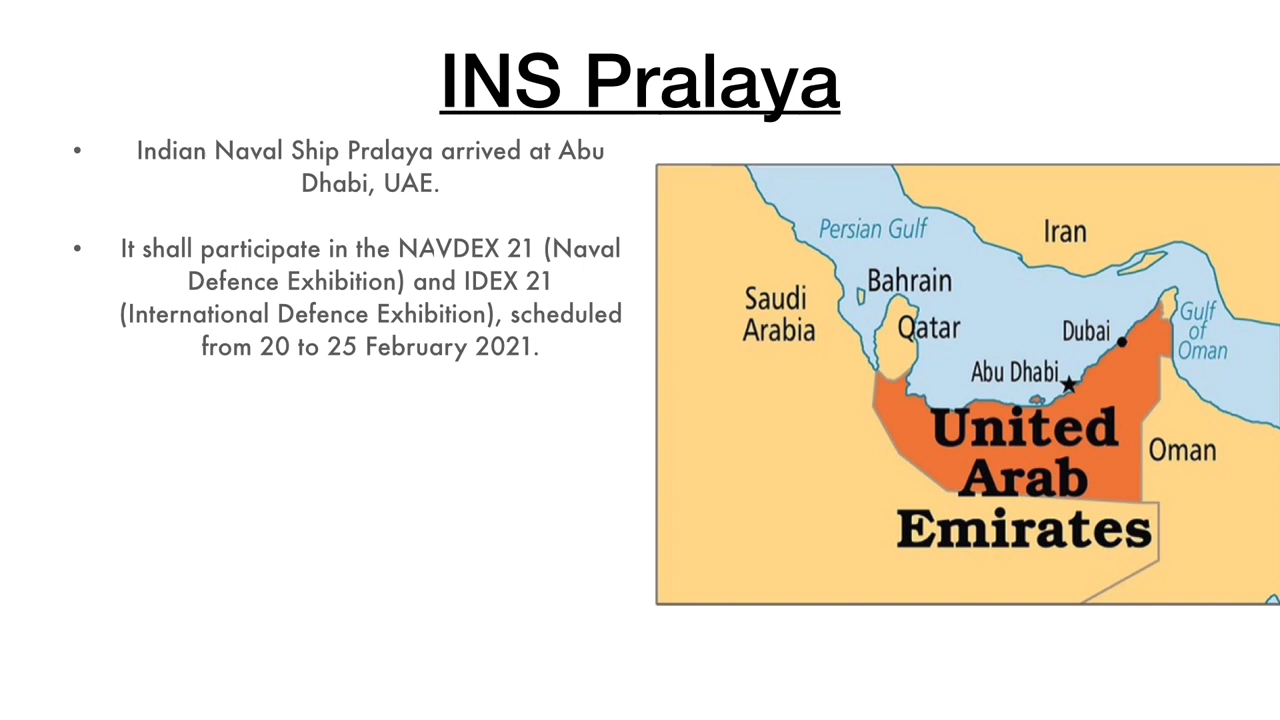 INS Pralaya
• Indian Naval Ship Pralaya arrived at Abu
Dhabi, UAE.
• It shall participate in the NAVDEX 21 (Naval
Defence Exhibition) and IDEX 21
(International Defence Exhibition), scheduled
from 20 to 25 February 2021.
Persian Gulf
Iran
Bahrain
Saudi
Arabia
Qatar
Dubai
Gulf
of
Oman
Abu Dhabi
United
Arab
Emirates
Oman